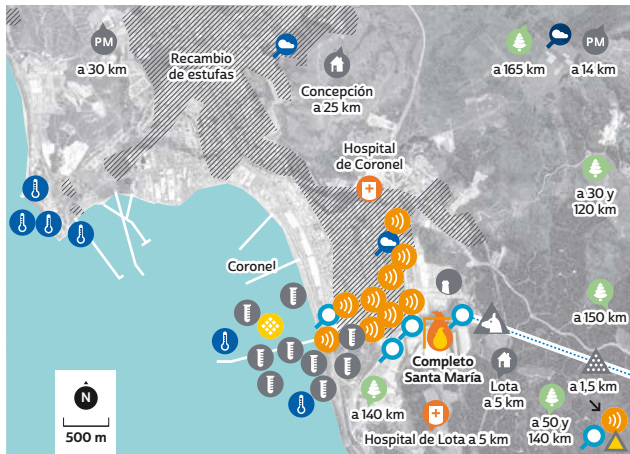 PM
a 30 km
Recambio
de estufas
Concepción
a 25 km
a 165 km
PM
a 14 km
Hospital
de Coronel
a 30 y
120 km
Coronel
a 150 km
Completo
Santa María
Lota
a 5 km
a 1,5 km
N
500 m
a 140 km
Hospital de Lota a 5 km
a 50 y
140 km